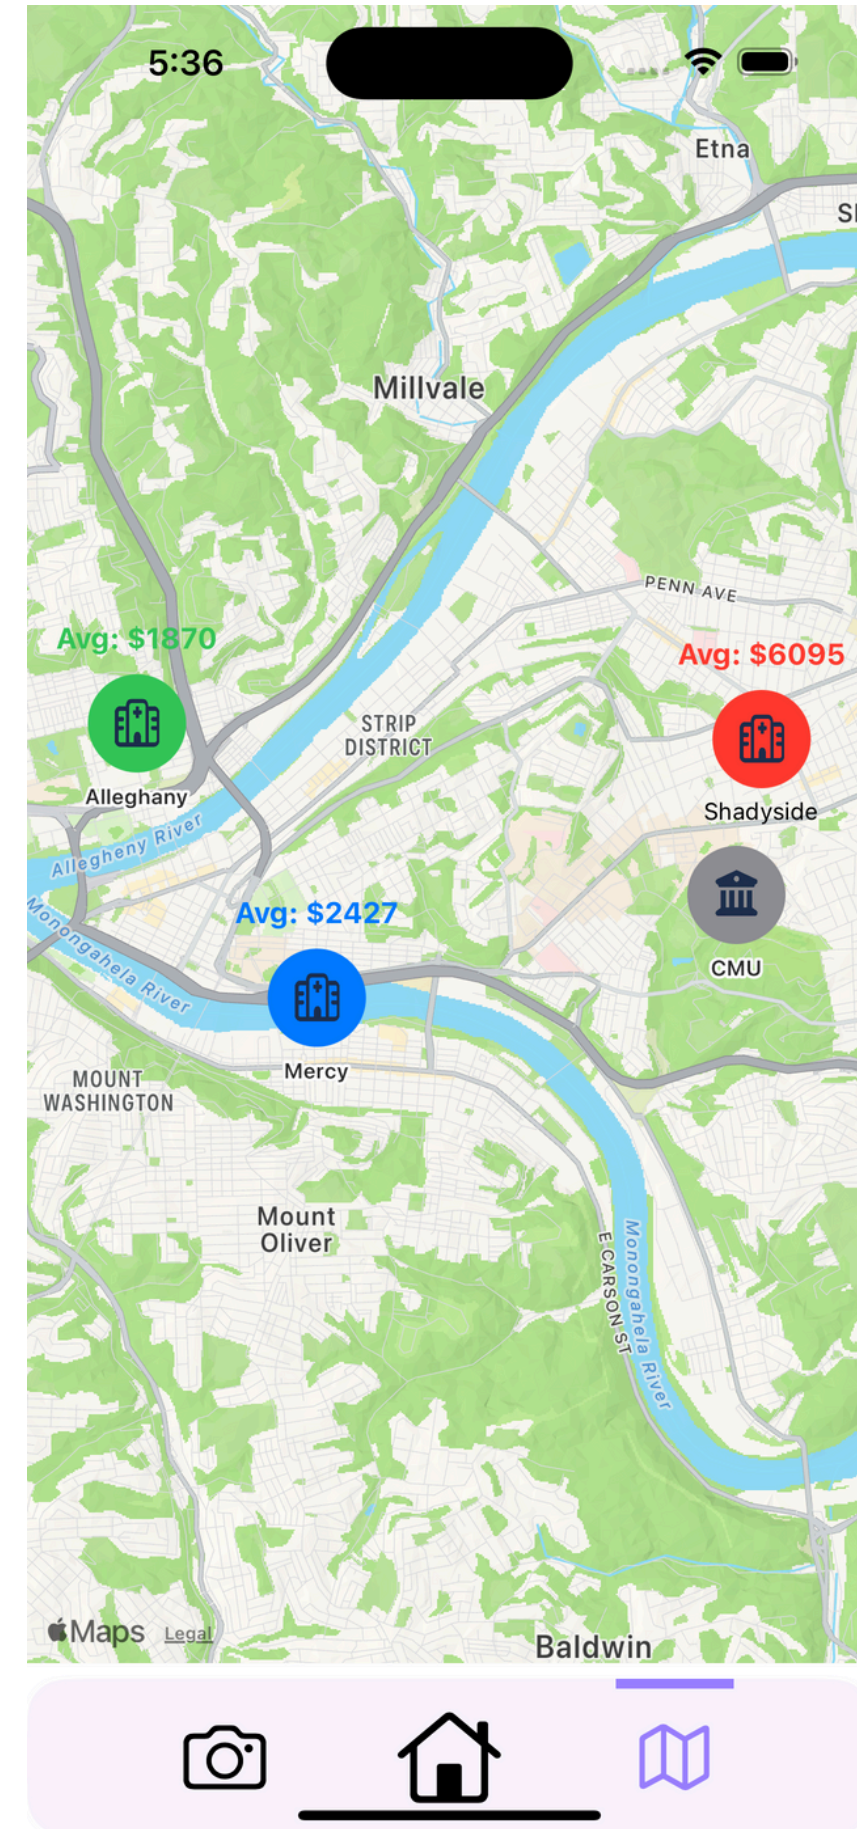 5:36
Etna
Millvale
PENN AVE
Avg: $1870
Avg: $6095
STRIP
DISTRICT
Alleghany
Shadyside
Allegheny River
Monongahela River
Avg: $2427
CMU
Mercy
MOUNT
WASHINGTON
Mount
Oliver
E CARSON ST
Monongahela River
Maps
Legal
Baldwin